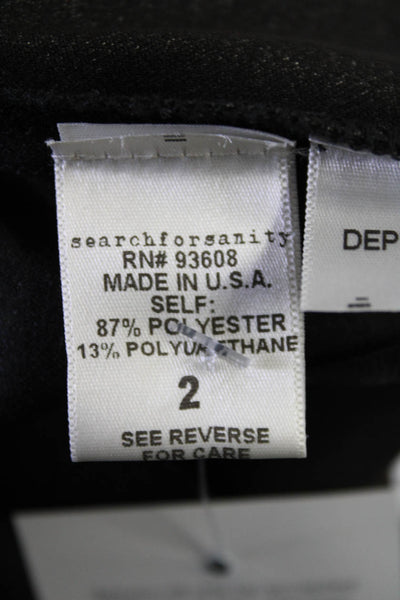 searchforsanity
RN# 93608
MADE IN U.S.A.
SELF:
87% POLYESTER
13% POLYURETHANE
2
SEE REVERSE
FOR CARE
DEP